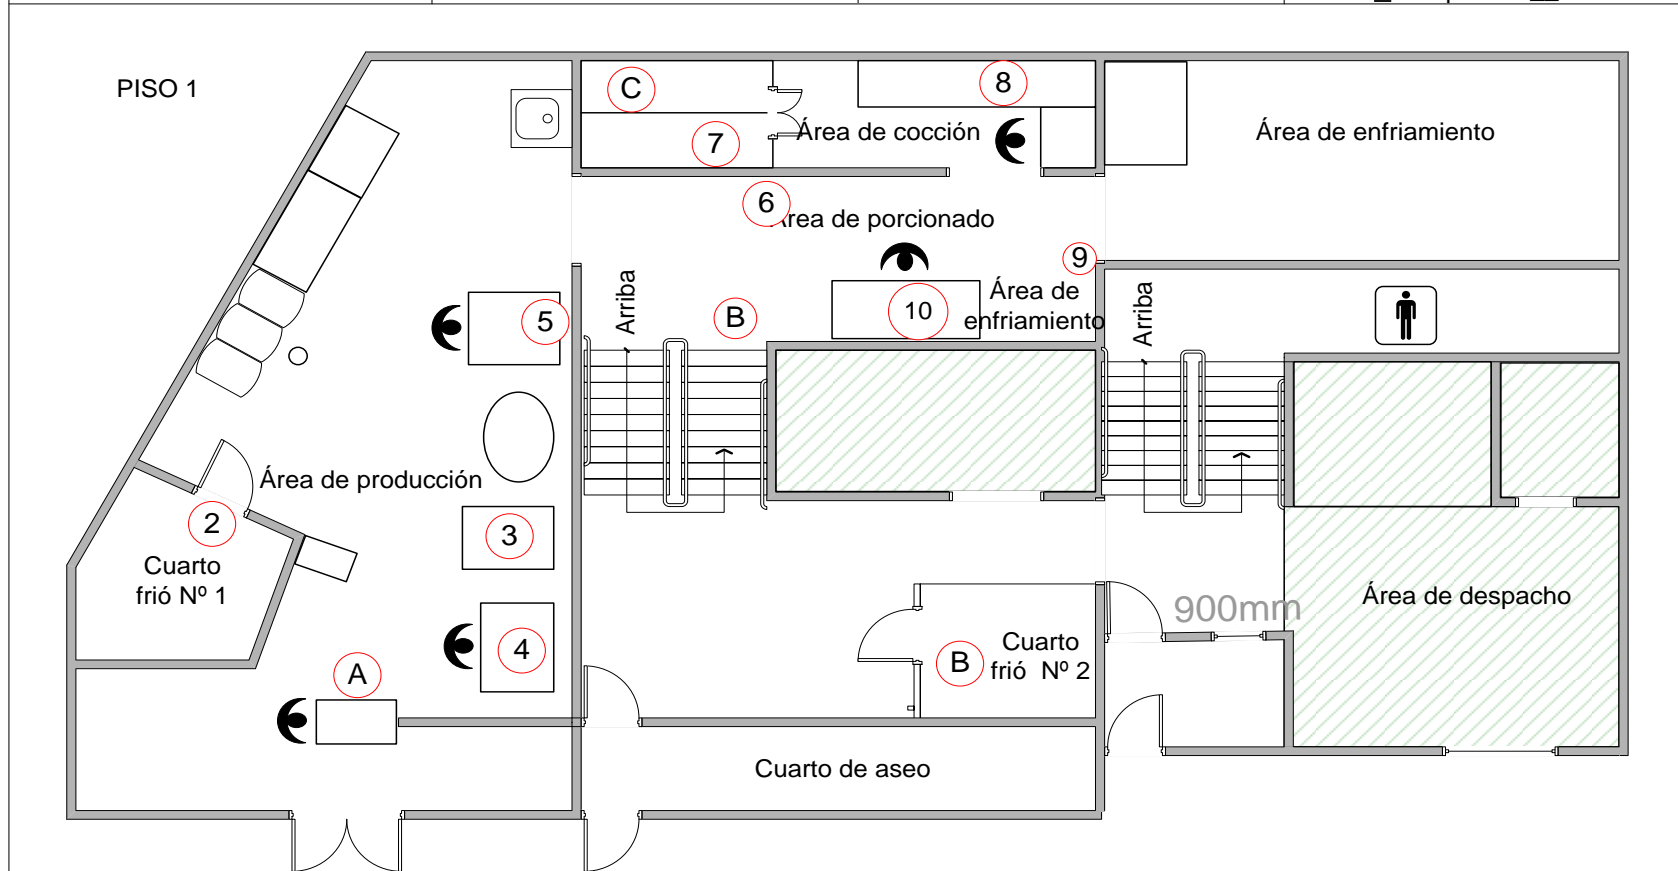 PISO 1
C
8
7
Área de cocción
Área de enfriamiento
6
Área de porcionado
9
Arriba
B
10
Área de
enfriamiento
Arriba
5
Área de producción
2
3
Cuarto
frió Nº 1
4
A
B
Cuarto
frió Nº 2
900mm
Área de despacho
Cuarto de aseo